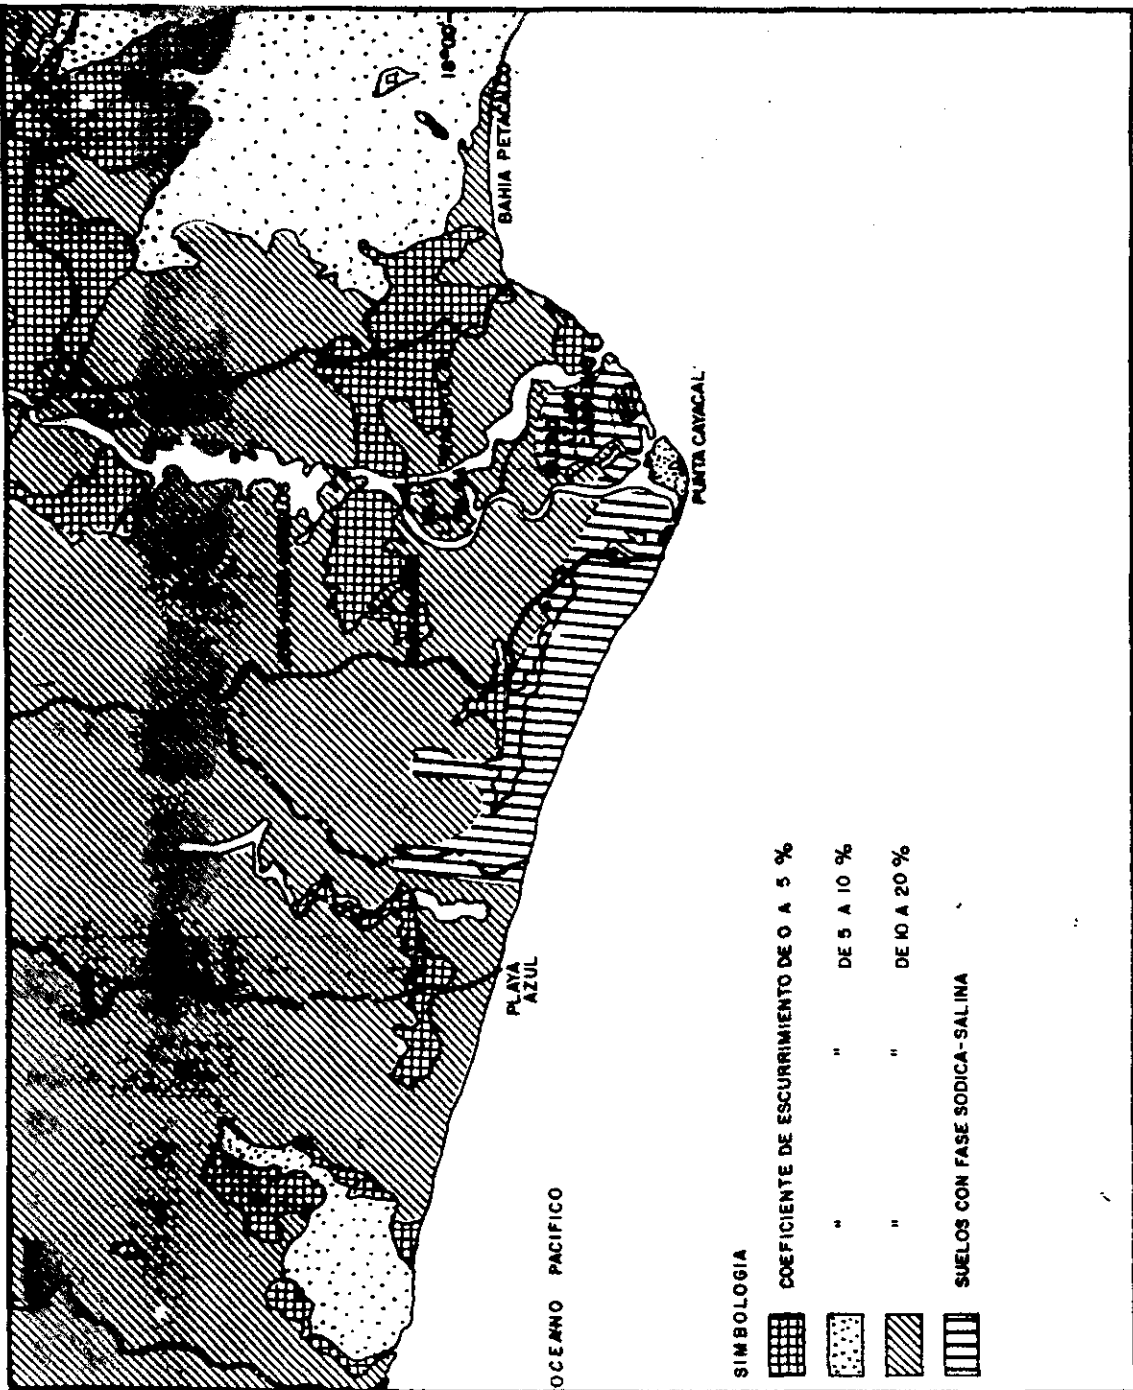 18°00'
BAHIA PETACALCO
PUNTA CAYACAL
PLAYA
AZUL
OCEANO PACIFICO
SIMBOLOGIA
COEFICIENTE DE ESCURRIMIENTO DE 0 A 5 %
" " DE 5 A 10 %
" " DE 10 A 20 %
SUELOS CON FASE SODICA-SALINA